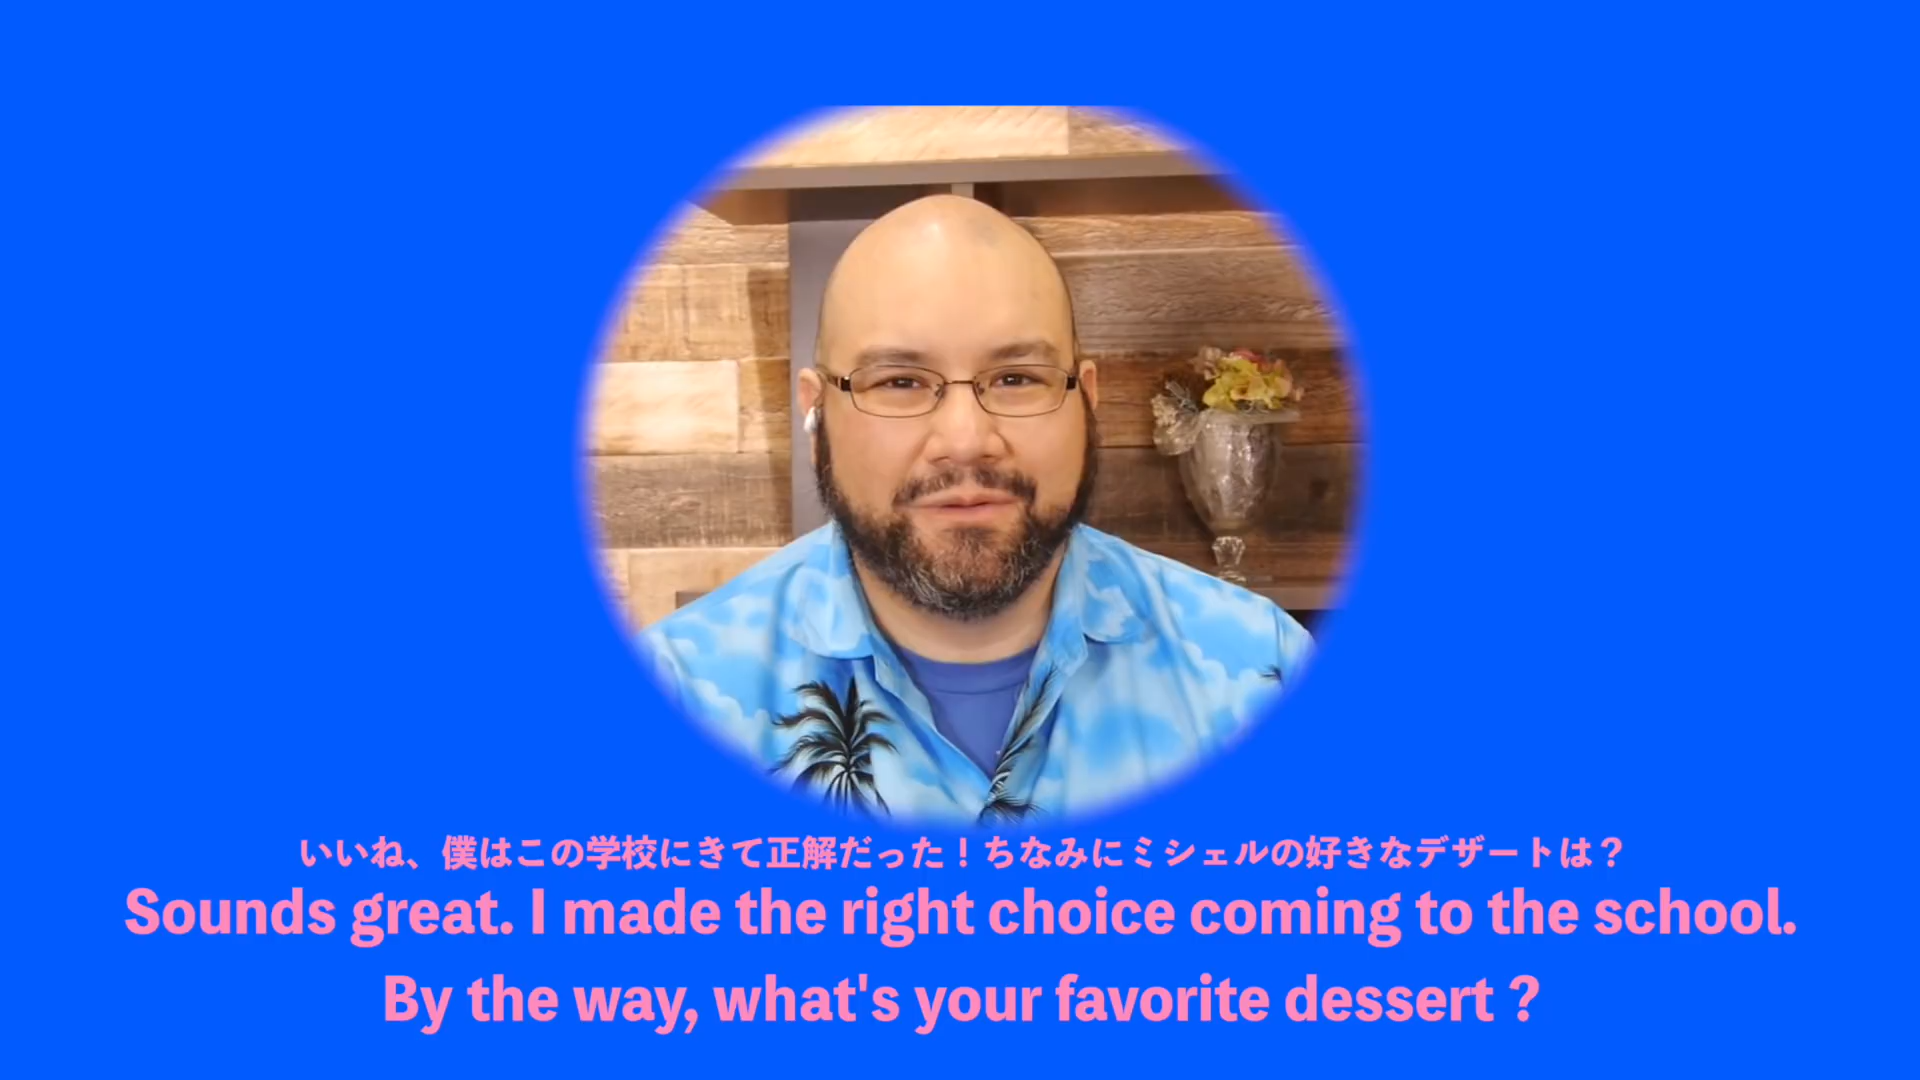 いいね、僕はこの学校にきて正解だった！ちなみにミシェルの好きなデザートは？
Sounds great. I made the right choice coming to the school.
By the way, what's your favorite dessert ?